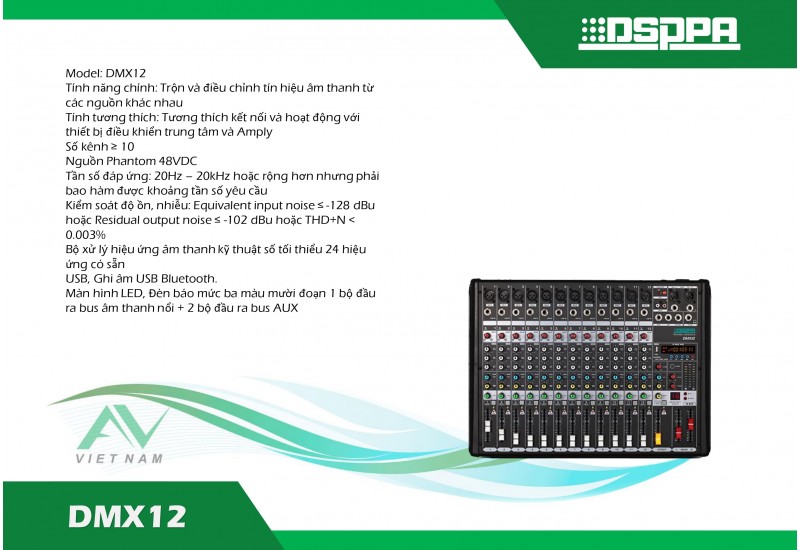 DSPPA
Model: DMX12
Tính năng chính: Trộn và điều chỉnh tín hiệu âm thanh từ
các nguồn khác nhau
Tính tương thích: Tương thích kết nối và hoạt động với
thiết bị điều khiển trung tâm và Amply
Số kênh ≥ 10
Nguồn Phantom 48VDC
Tần số đáp ứng: 20Hz – 20kHz hoặc rộng hơn nhưng phải
bao hàm được khoảng tần số yêu cầu
Kiểm soát độ ồn, nhiễu: Equivalent input noise ≤ -128 dBu
hoặc Residual output noise ≤ -102 dBu hoặc THD+N <
0.003%
Bộ xử lý hiệu ứng âm thanh kỹ thuật số tối thiểu 24 hiệu
ứng có sẵn
USB, Ghi âm USB Bluetooth.
Màn hình LED, Đèn báo mức ba màu mười đoạn 1 bộ đầu
ra bus âm thanh nổi + 2 bộ đầu ra bus AUX
DSPPA
DMX12
AV
VIET NAM
DMX12